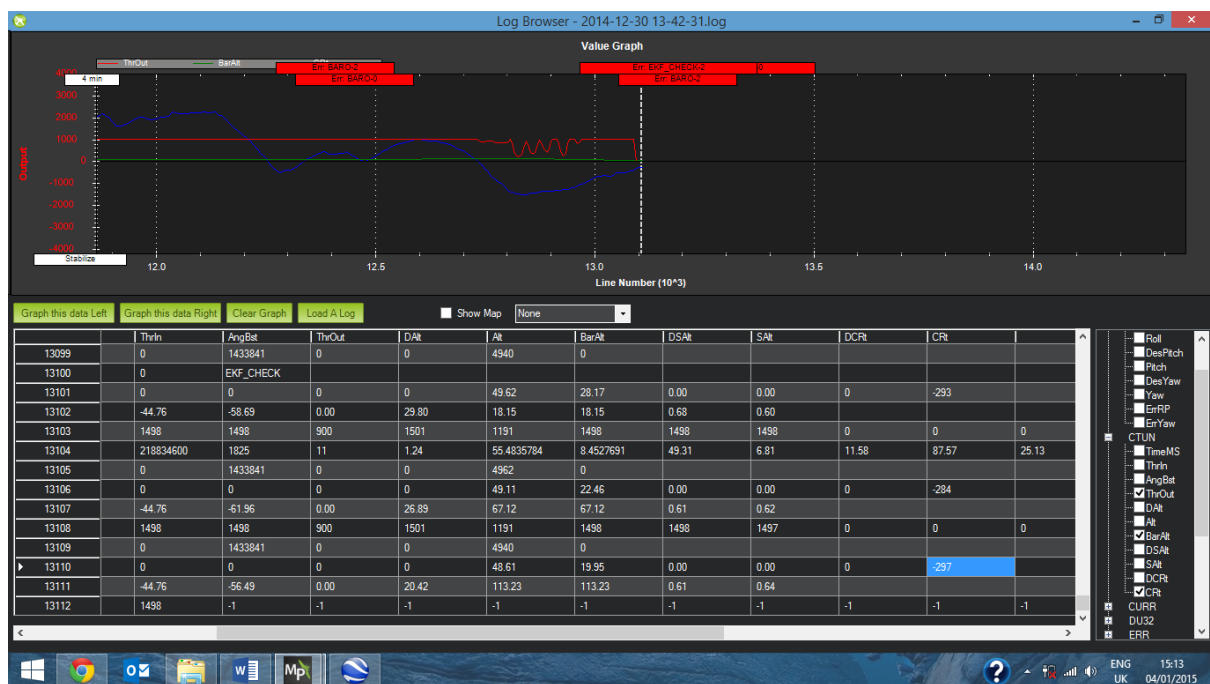 Log Browser - 2014-12-30 13-42-31.log
Value Graph
ThrOut BarAlt
Err: BARO-2 Err: EKF_CHECK-2 0
4 min Err: BARO-0 Err: BARO-2
4000
3000
2000
1000
0
-1000
-2000
-3000
-4000
Output
Stabilize
12.0 12.5 13.0 13.5 14.0
Line Number (10^3)
Graph this data Left Graph this data Right Clear Graph Load A Log Show Map None
ThrIn AngBst ThrOut DAlt Alt BarAlt DSAlt SAlt DCRt CRt
13099 0 1433841 0 0 4940 0
13100 0 EKF_CHECK
13101 0 0 0 0 49.62 28.17 0.00 0.00 0 -293
13102 -44.76 -58.69 0.00 29.80 18.15 18.15 0.68 0.60
13103 1498 1498 900 1501 1191 1498 1498 1498 0 0 0
13104 218834600 1825 11 1.24 55.4835784 8.4527691 49.31 6.81 11.58 87.57 25.13
13105 0 1433841 0 0 4962 0
13106 0 0 0 0 49.11 22.46 0.00 0.00 0 -284
13107 -44.76 -61.96 0.00 26.89 67.12 67.12 0.61 0.62
13108 1498 1498 900 1501 1191 1498 1498 1497 0 0 0
13109 0 1433841 0 0 4940 0
13110 0 0 0 0 48.61 19.95 0.00 0.00 0 -297
13111 -44.76 -56.49 0.00 20.42 113.23 113.23 0.61 0.64
13112 1498 -1 -1 -1 -1 -1 -1 -1 -1 -1 -1
Roll
DesPitch
Pitch
DesYaw
Yaw
ErrRP
ErrYaw
CTUN
TimeMS
ThrIn
AngBst
ThrOut
DAlt
Alt
BarAlt
DSAlt
SAlt
DCRt
CRt
CURR
DU32
ERR
MP
ENG 15:13
UK 04/01/2015